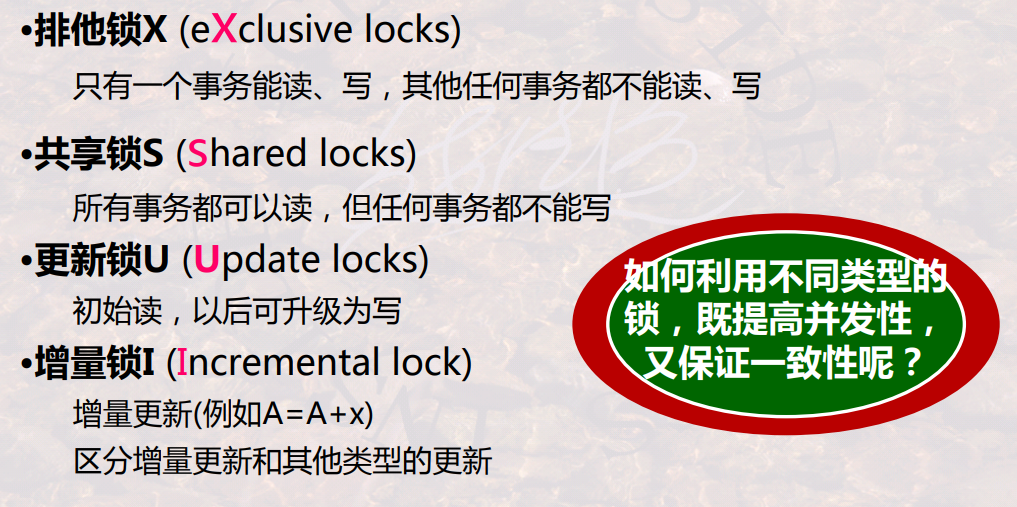 •排他锁X (eXclusive locks)
只有一个事务能读、写，其他任何事务都不能读、写
•共享锁S (Shared locks)
所有事务都可以读，但任何事务都不能写
•更新锁U (Update locks)
初始读，以后可升级为写
•增量锁I (Incremental lock)
增量更新(例如A=A+x)
区分增量更新和其他类型的更新
如何利用不同类型的
锁，既提高并发性，
又保证一致性呢？